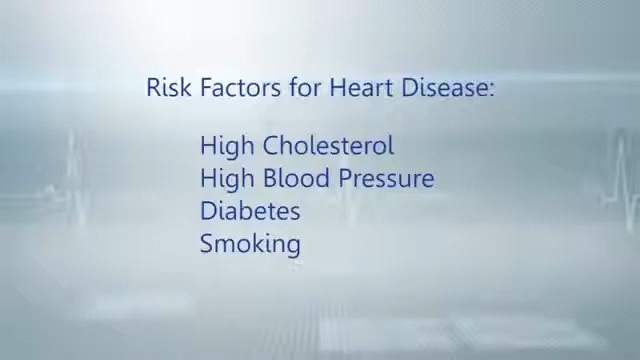 Risk Factors for Heart Disease:
High Cholesterol
High Blood Pressure
Diabetes
Smoking